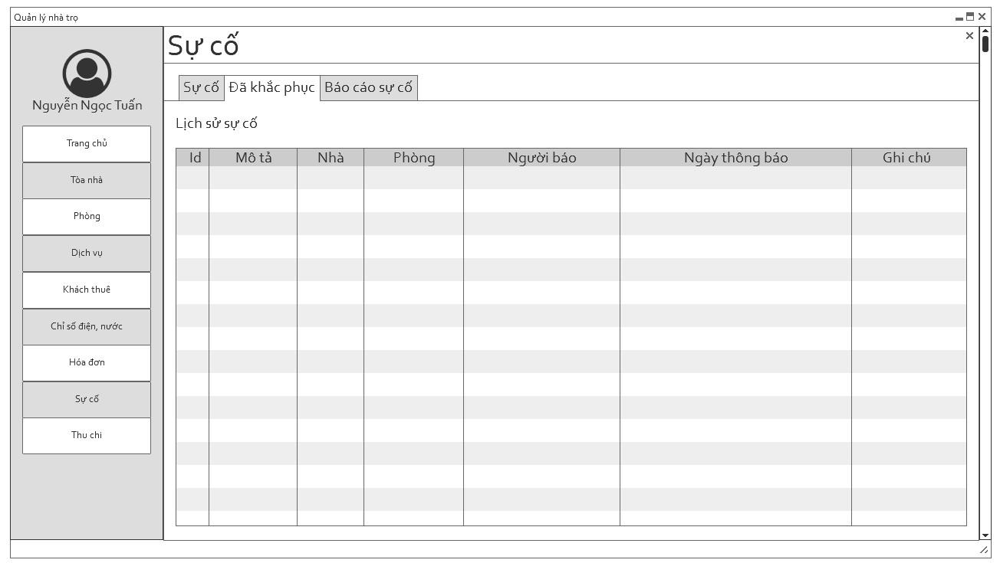 Quản lý nhà trọ
Nguyễn Ngọc Tuấn
Trang chủ
Tòa nhà
Phòng
Dịch vụ
Khách thuê
Chỉ số điện, nước
Hóa đơn
Sự cố
Thu chi
Sự cố
Sự cố Đã khắc phục Báo cáo sự cố
Lịch sử sự cố
Id Mô tả Nhà Phòng Người báo Ngày thông báo Ghi chú